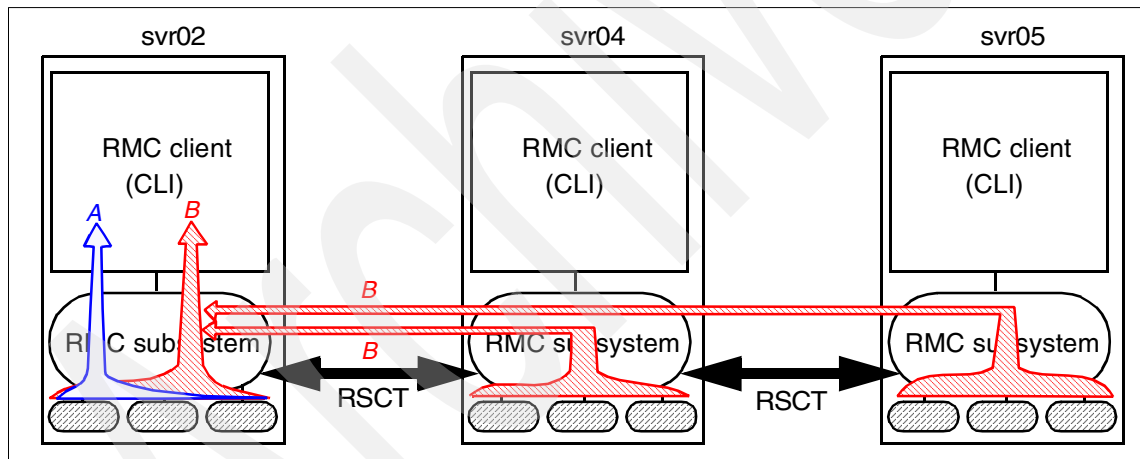 svr02 svr04 svr05
RMC client RMC client RMC client
(CLI) (CLI) (CLI)
A B
B
RMC subsystem RMC subsystem RMC subsystem
B
RSCT RSCT